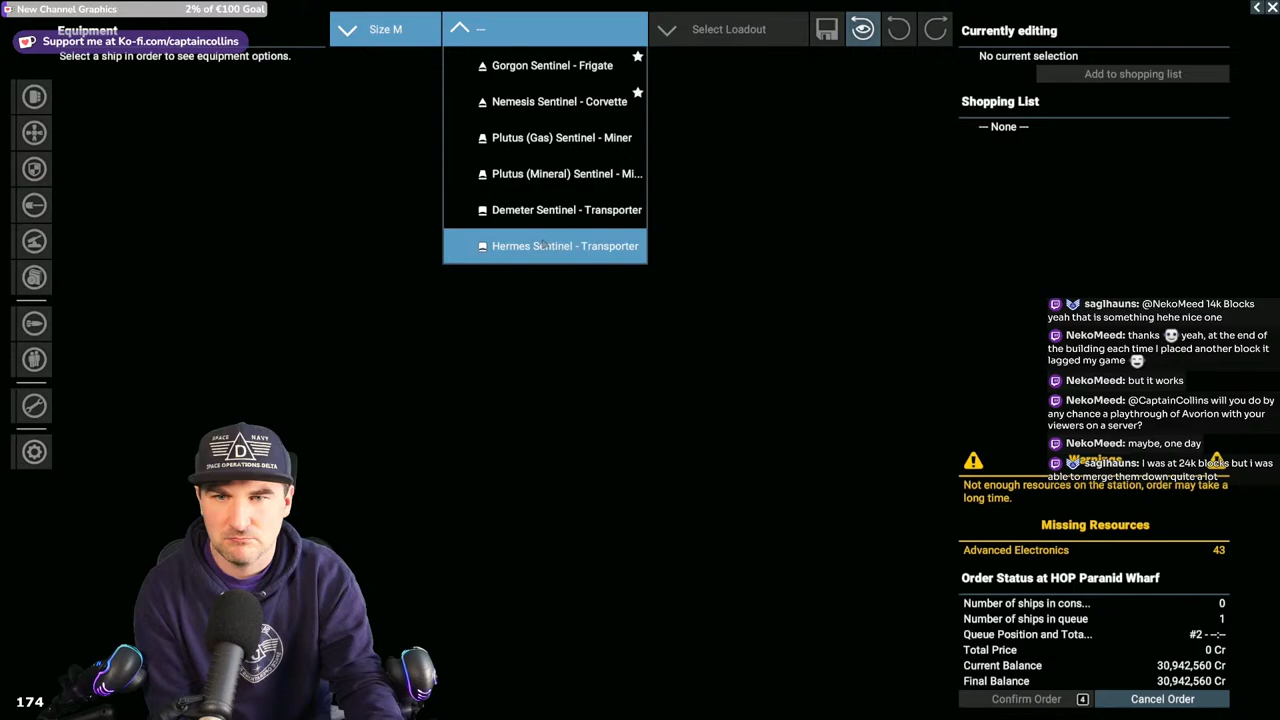 New Channel Graphics
2% of €100 Goal
Equipment
Support me at Ko-fi.com/captaincollins
Select a ship in order to see equipment options.
Size M
---
Select Loadout
Gorgon Sentinel - Frigate
Nemesis Sentinel - Corvette
Plutus (Gas) Sentinel - Miner
Plutus (Mineral) Sentinel - Mi...
Demeter Sentinel - Transporter
Hermes Sentinel - Transporter
Currently editing
No current selection
Add to shopping list
Shopping List
--- None ---
saglhauns: @NekoMeed 14k Blocks
yeah that is something hehe nice one
NekoMeed: thanks yeah, at the end of
the building each time I placed another block it
lagged my game
NekoMeed: but it works
NekoMeed: @CaptainCollins will you do by
any chance a playthrough of Avorion with your
viewers on a server?
NekoMeed: maybe, one day
Warnings
saglhauns: I was at 24k blocks but i was
able to merge them down quite a lot
Not enough resources on the station, order may take a
long time.
Missing Resources
Advanced Electronics 43
Order Status at HOP Paranid Wharf
Number of ships in cons... 0
Number of ships in queue 1
Queue Position and Tota... #2 - --:--
Total Price 0 Cr
Current Balance 30,942,560 Cr
Final Balance 30,942,560 Cr
Confirm Order 4
Cancel Order
SPACE NAVY
D
SPACE OPERATIONS DELTA
174